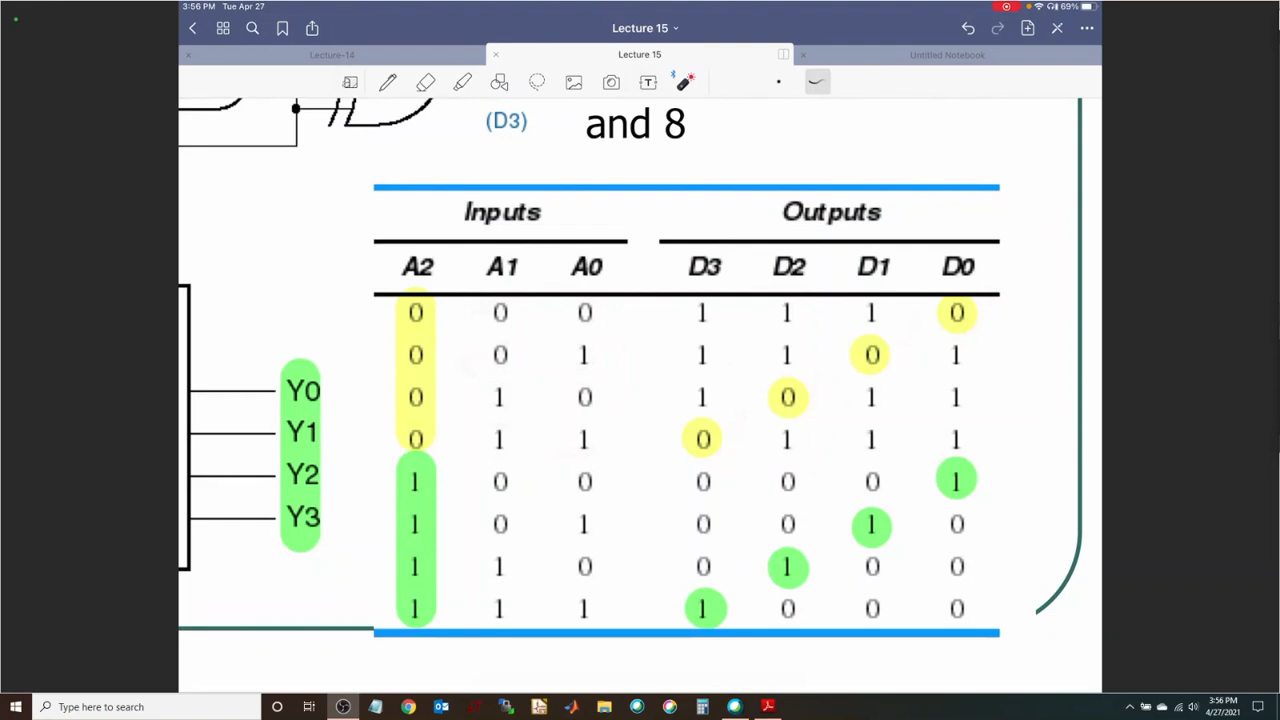 3:56 PM Tue Apr 27
69%
Lecture 15
Lecture-14
Lecture 15
Untitled Notebook
(D3)
and 8
Inputs Outputs
A2 A1 A0 D3 D2 D1 D0
0 0 0 1 1 1 0
0 0 1 1 1 0 1
0 1 0 1 0 1 1
0 1 1 0 1 1 1
1 0 0 0 0 0 1
1 0 1 0 0 1 0
1 1 0 0 1 0 0
1 1 1 1 0 0 0
Y0
Y1
Y2
Y3
Type here to search
3:56 PM
4/27/2021